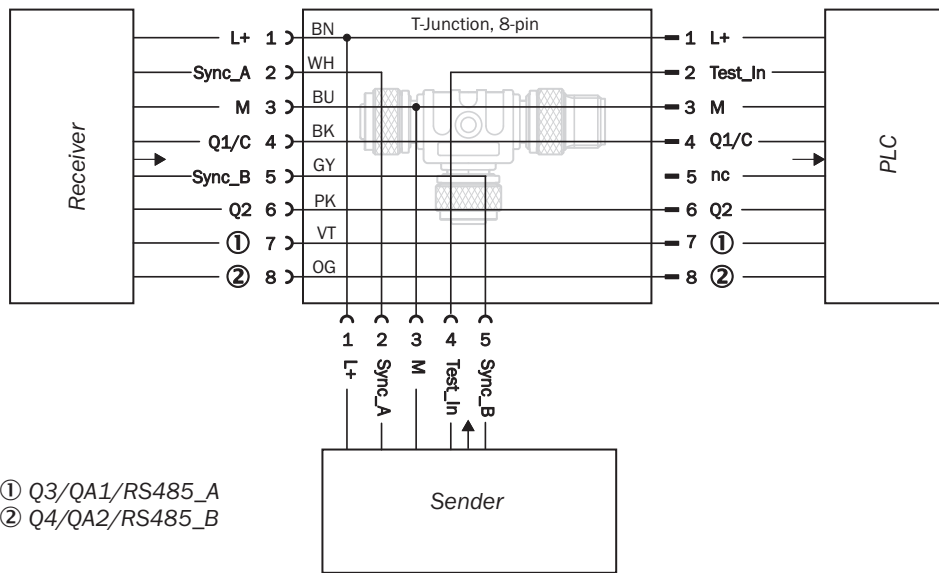 T-Junction, 8-pin
L+ 1 BN 1 L+
Sync_A 2 WH 2 Test_In
M 3 BU 3 M
Q1/C 4 BK 4 Q1/C
Sync_B 5 GY 5 nc
Q2 6 PK 6 Q2
① 7 VT 7 ①
② 8 OG 8 ②
Receiver
PLC
1 2 3 4 5
L+ Sync_A M Test_In Sync_B
Sender
① Q3/QA1/RS485_A
② Q4/QA2/RS485_B